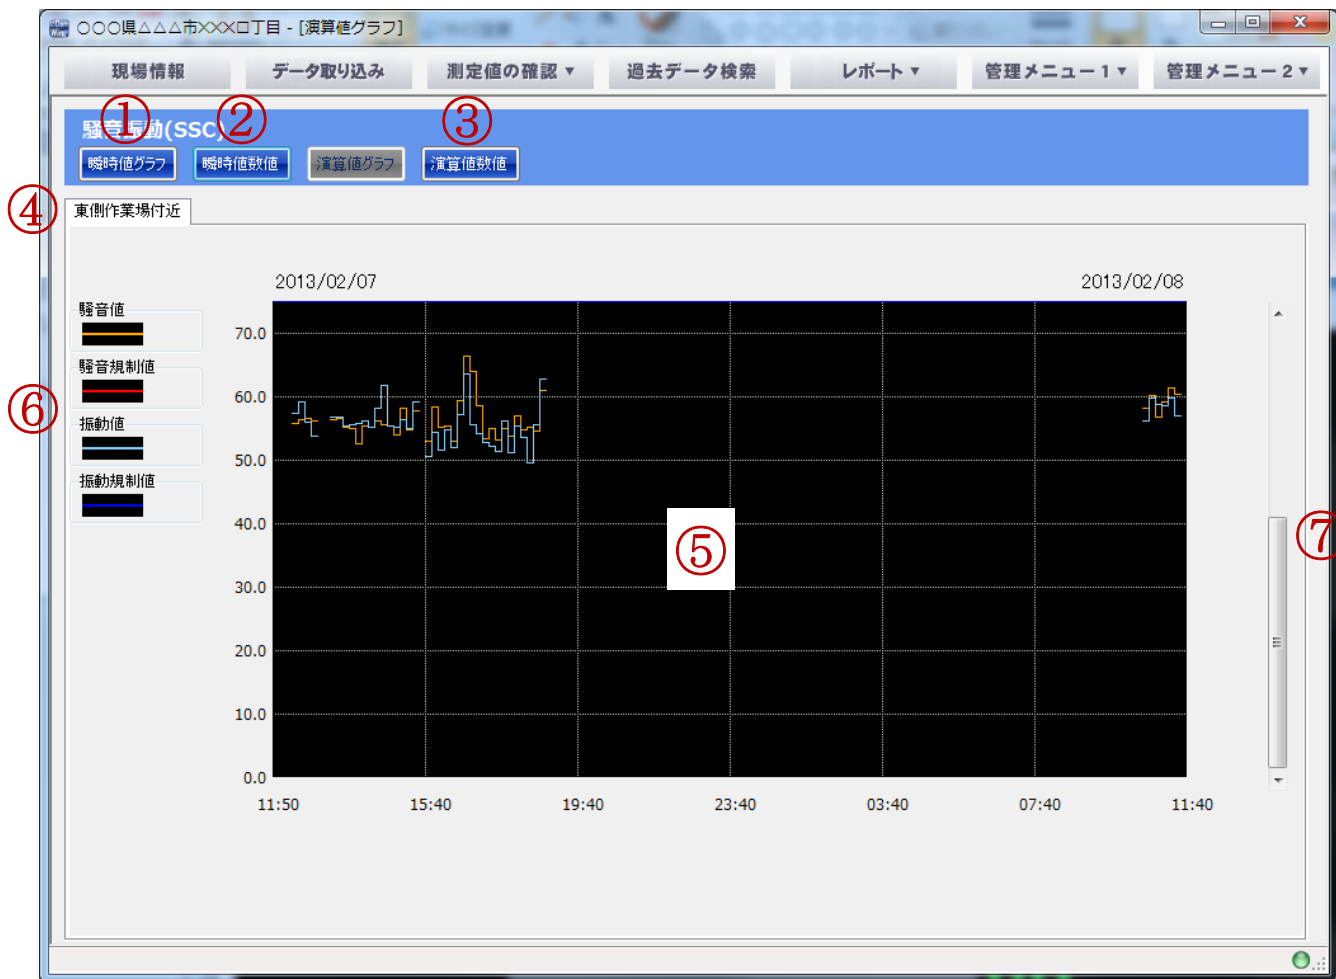 〇〇〇県△△△市×××ロ丁目 - [演算値グラフ]
現場情報 データ取り込み 測定値の確認 ▼ 過去データ検索 レポート ▼ 管理メニュー1 ▼ 管理メニュー2 ▼
① ② ③
騒音振動(SSC)
瞬時値グラフ 瞬時値数値 演算値グラフ 演算値数値
④ 東側作業場付近
2013/02/07 2013/02/08
騒音値
騒音規制値
⑥
振動値
振動規制値
70.0
60.0
50.0
40.0
⑤ ⑦
30.0
20.0
10.0
0.0
11:50 15:40 19:40 23:40 03:40 07:40 11:40